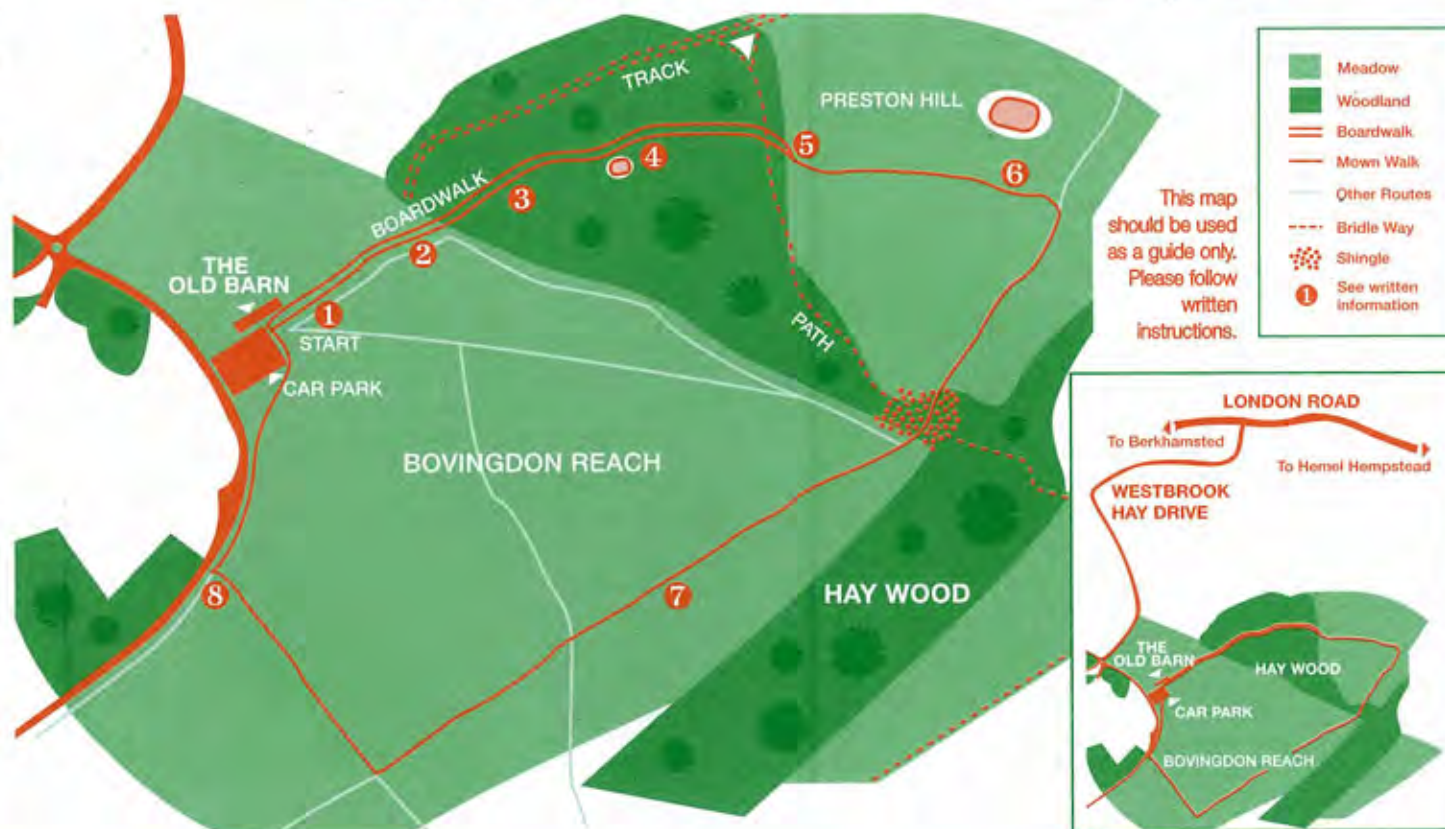 TRACK
PRESTON HILL
BOARDWALK
THE
OLD BARN
START
CAR PARK
PATH
BOVINGDON REACH
HAY WOOD
1
2
3
4
5
6
7
8
This map
should be used
as a guide only.
Please follow
written
instructions.
Meadow
Woodland
Boardwalk
Mown Walk
Other Routes
Bridle Way
Shingle
1 See written
information
LONDON ROAD
To Berkhamsted
To Hemel Hempstead
WESTBROOK
HAY DRIVE
THE
OLD BARN
HAY WOOD
CAR PARK
BOVINGDON REACH